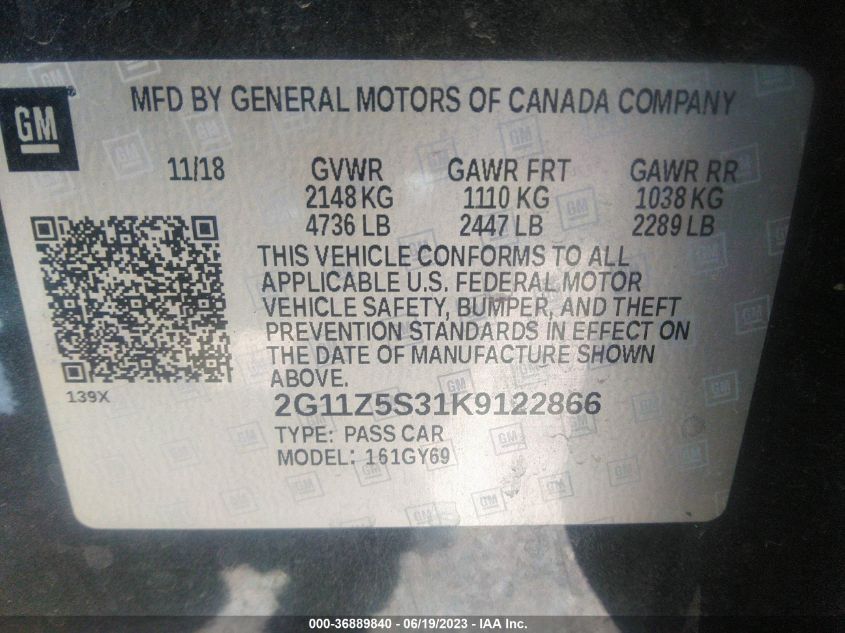 MFD BY GENERAL MOTORS OF CANADA COMPANY
GM
11/18 GVWR GAWR FRT GAWR RR
2148 KG 1110 KG 1038 KG
4736 LB 2447 LB 2289 LB
THIS VEHICLE CONFORMS TO ALL
APPLICABLE U.S. FEDERAL MOTOR
VEHICLE SAFETY, BUMPER, AND THEFT
PREVENTION STANDARDS IN EFFECT ON
THE DATE OF MANUFACTURE SHOWN
ABOVE.
139X
2G11Z5S31K9122866
TYPE: PASS CAR
MODEL: 161GY69
000-36889840 - 06/19/2023 - IAA Inc.